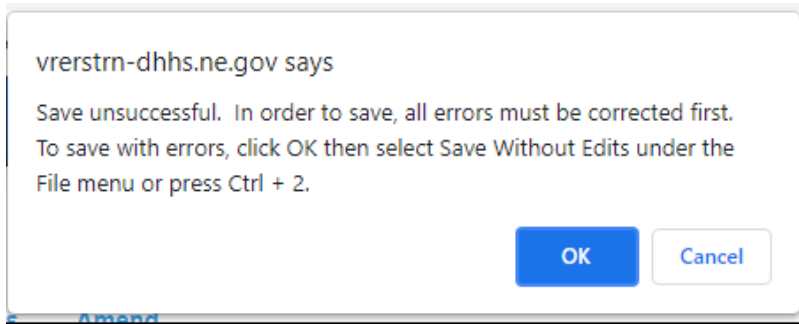 vrerstrn-dhhs.ne.gov says
Save unsuccessful.  In order to save, all errors must be corrected first.
To save with errors, click OK then select Save Without Edits under the
File menu or press Ctrl + 2.
OK
Cancel
Amend